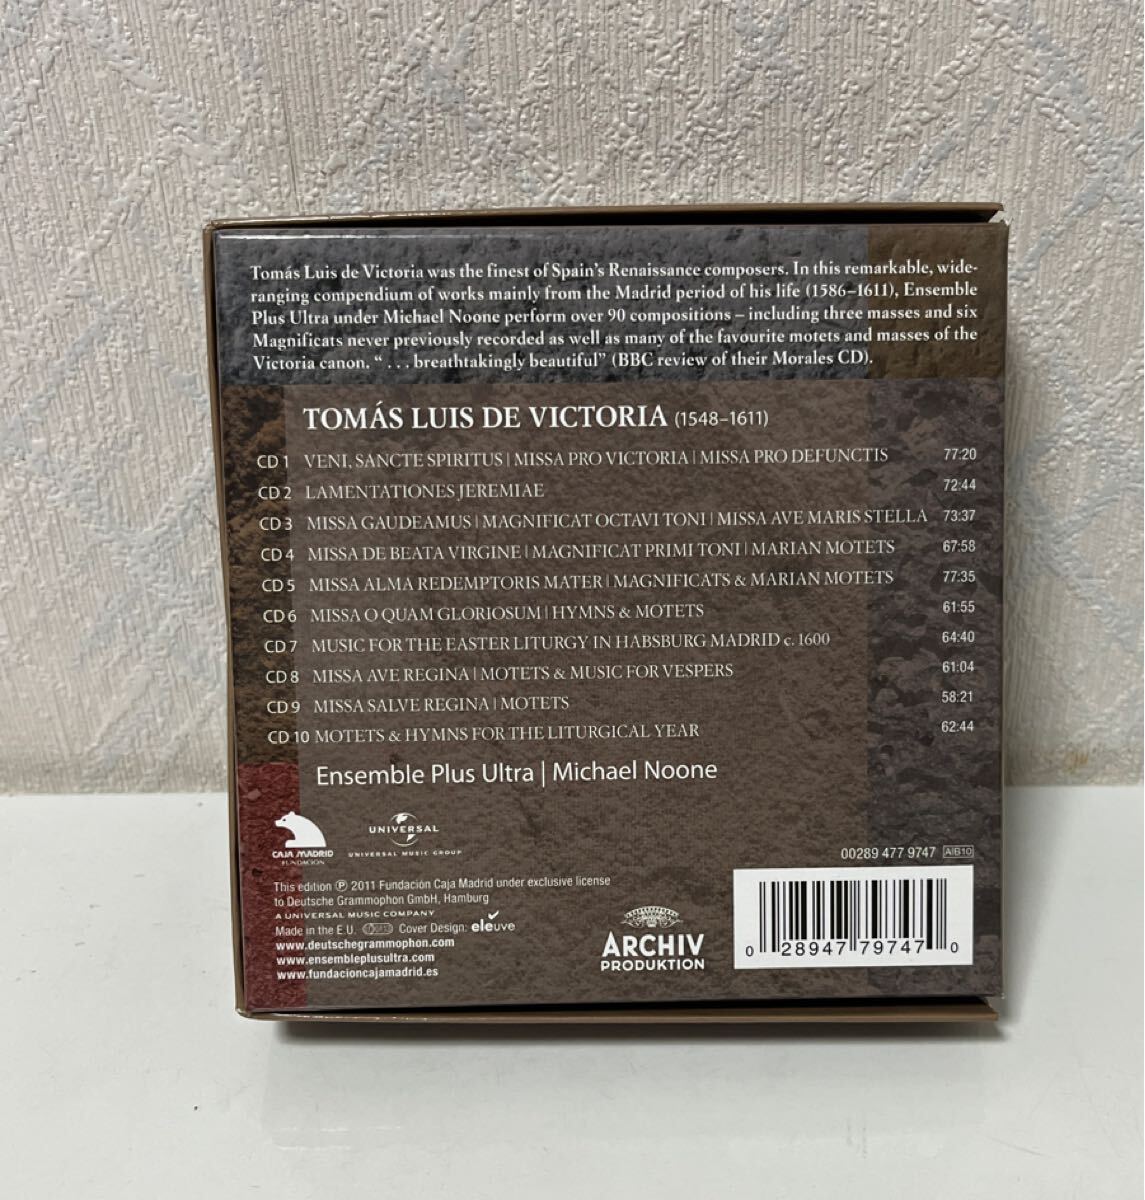 Tomás Luis de Victoria was the finest of Spain's Renaissance composers. In this remarkable, wide-
ranging compendium of works mainly from the Madrid period of his life (1586–1611), Ensemble
Plus Ultra under Michael Noone perform over 90 compositions – including three masses and six
Magnificats never previously recorded as well as many of the favourite motets and masses of the
Victoria canon. “ . . . breathtakingly beautiful” (BBC review of their Morales CD).
TOMÁS LUIS DE VICTORIA (1548–1611)
CD 1 VENI, SANCTE SPIRITUS | MISSA PRO VICTORIA | MISSA PRO DEFUNCTIS 77:20
CD 2 LAMENTATIONES JEREMIAE 72:44
CD 3 MISSA GAUDEAMUS | MAGNIFICAT OCTAVI TONI | MISSA AVE MARIS STELLA 73:37
CD 4 MISSA DE BEATA VIRGINE | MAGNIFICAT PRIMI TONI | MARIAN MOTETS 67:58
CD 5 MISSA ALMA REDEMPTORIS MATER | MAGNIFICATS & MARIAN MOTETS 77:35
CD 6 MISSA O QUAM GLORIOSUM | HYMNS & MOTETS 61:55
CD 7 MUSIC FOR THE EASTER LITURGY IN HABSBURG MADRID c. 1600 64:40
CD 8 MISSA AVE REGINA | MOTETS & MUSIC FOR VESPERS 61:04
CD 9 MISSA SALVE REGINA | MOTETS 58:21
CD 10 MOTETS & HYMNS FOR THE LITURGICAL YEAR 62:44
Ensemble Plus Ultra | Michael Noone
CAJA MADRID
FUNDACIÓN
UNIVERSAL
UNIVERSAL MUSIC GROUP
00289 477 9747 AB10
This edition ℗ 2011 Fundación Caja Madrid under exclusive license
to Deutsche Grammophon GmbH, Hamburg
A UNIVERSAL MUSIC COMPANY
Made in the E.U. Cover Design: eleuve
www.deutschegrammophon.com
www.ensembleplusultra.com
www.fundacioncajamadrid.es
ARCHIV
PRODUKTION
0 28947 79747 0